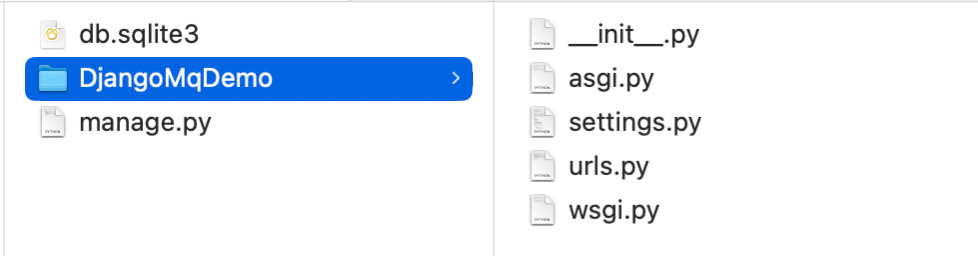 db.sqlite3
DjangoMqDemo
manage.py
__init__.py
asgi.py
settings.py
urls.py
wsgi.py